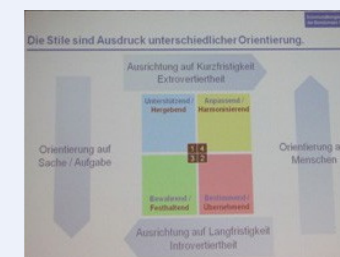 Die Stile sind Ausdruck unterschiedlicher Orientierung.
Ausrichtung auf Kurzfristigkeit
Extrovertiertheit
Unterstützend /
Hergebend
Anpassend /
Harmonisierend
Orientierung auf
Sache / Aufgabe
1 4
3 2
Orientierung a
Menschen
Bewahrend /
Festhaltend
Bestimmend /
Übernehmend
Ausrichtung auf Langfristigkeit
Introvertiertheit